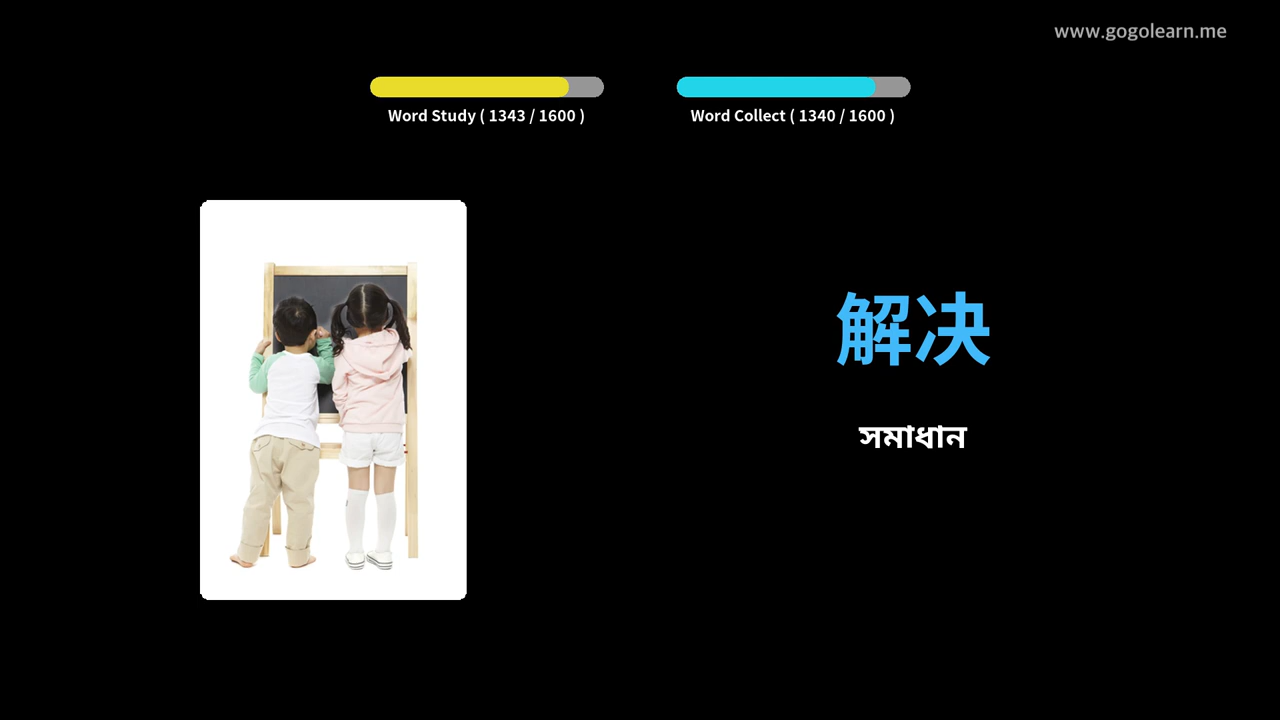 www.gogolearn.me
Word Study ( 1343 / 1600 )
Word Collect ( 1340 / 1600 )
解决
সমাধান